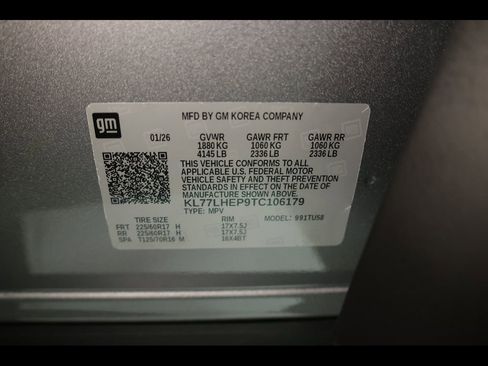 gm
MFD BY GM KOREA COMPANY
01/26 GVWR GAWR FRT GAWR RR
1880 KG 1060 KG 1060 KG
4145 LB 2336 LB 2336 LB
THIS VEHICLE CONFORMS TO ALL
APPLICABLE U.S. FEDERAL MOTOR
VEHICLE SAFETY AND THEFT PREVENTION
STANDARDS IN EFFECT ON THE DATE OF
MANUFACTURE SHOWN ABOVE.
KL77LHEP9TC106179
TYPE: MPV
TIRE SIZE RIM MODEL: 991TU58
FRT 225/60R17 H 17X7.5J
RR 225/60R17 H 17X7.5J
SPA T125/70R16 M 16X4BT